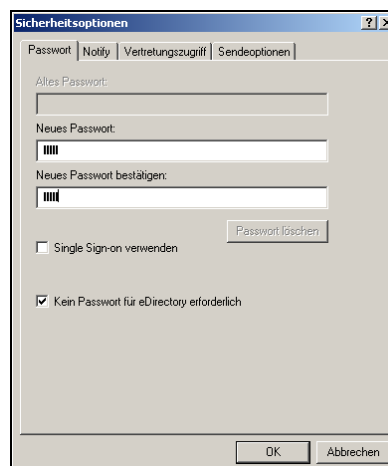 Sicherheitsoptionen
Passwort Notify Vertretungszugriff Sendeoptionen
Altes Passwort:
Neues Passwort:
Neues Passwort bestätigen:
Passwort löschen
Single Sign-on verwenden
Kein Passwort für eDirectory erforderlich
OK Abbrechen